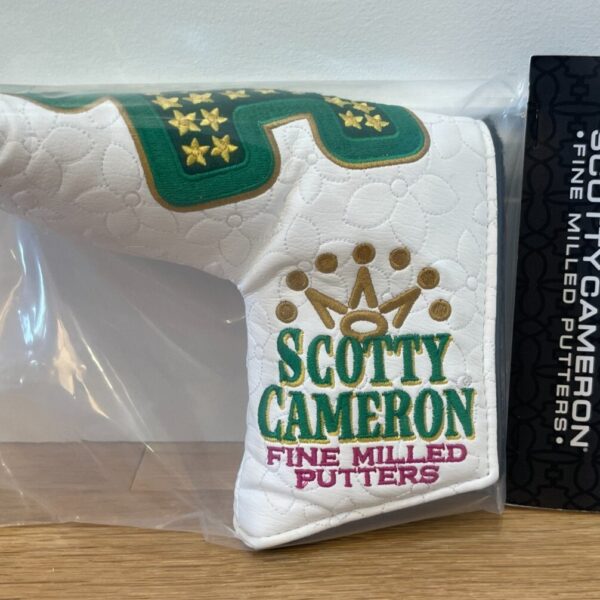 SCOTTY
CAMERON
FINE MILLED
PUTTERS
SCOTTY CAMERON®
•FINE MILLED PUTTERS•